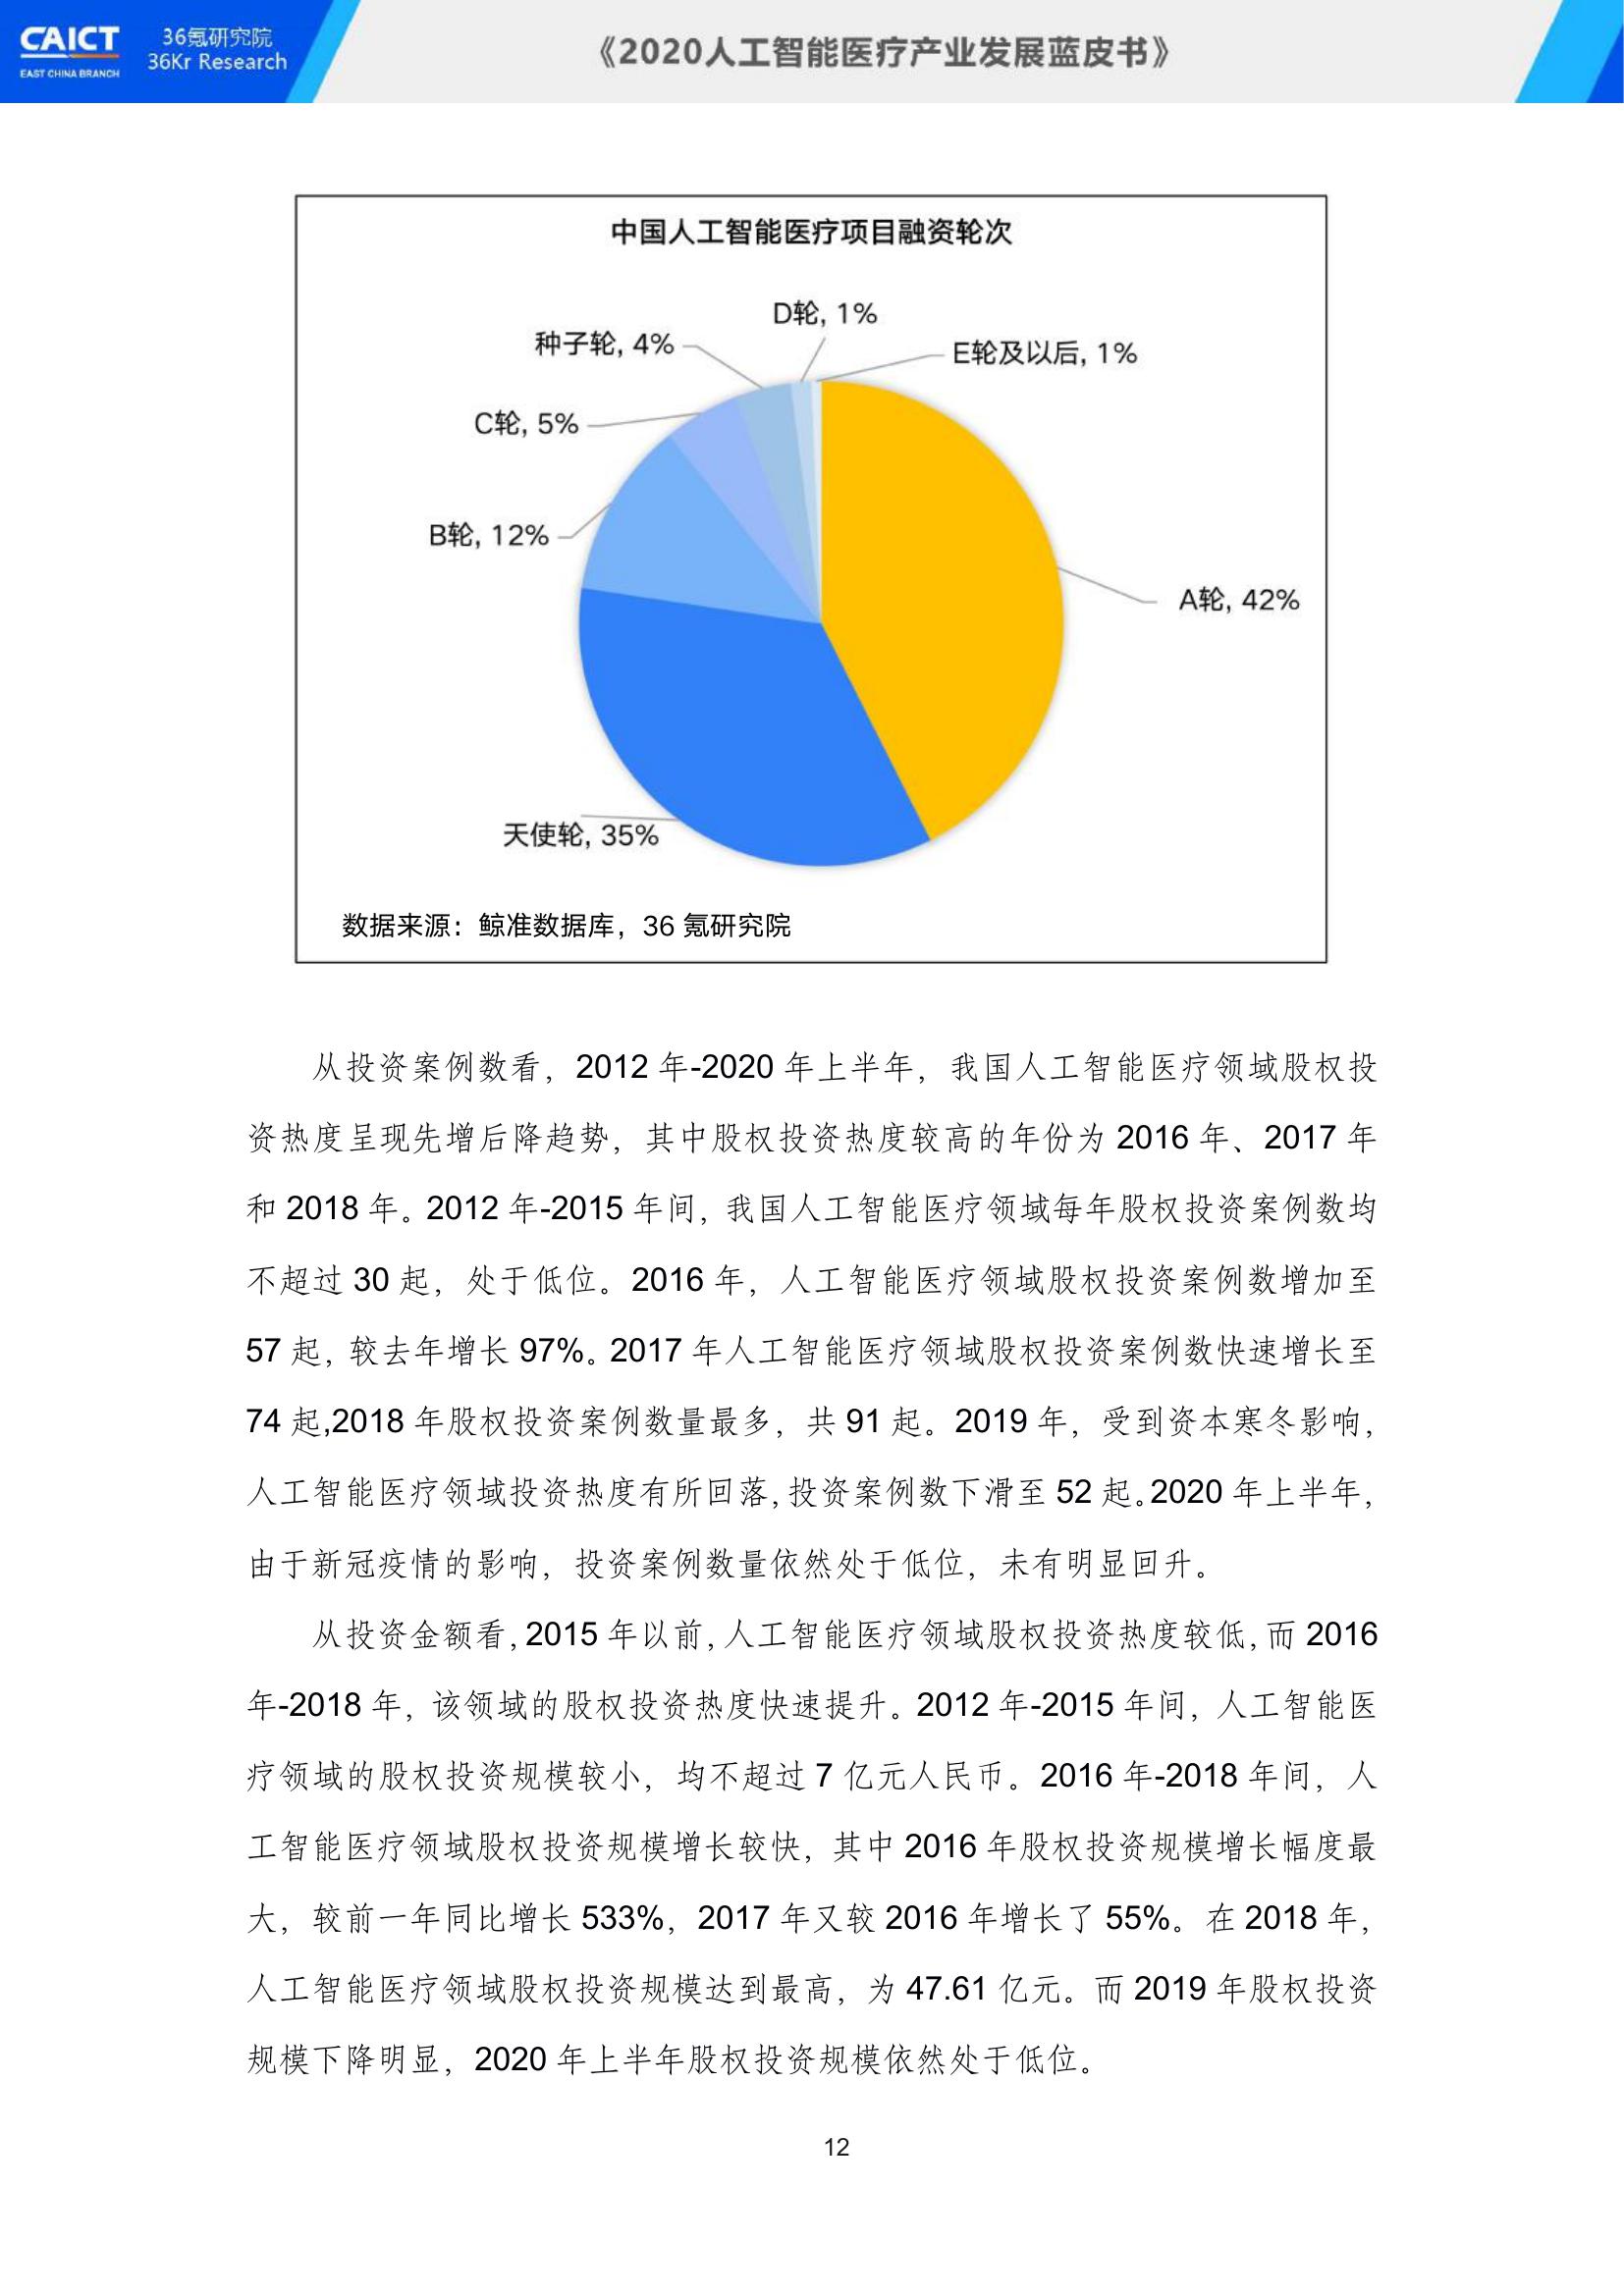 CAICT
EAST CHINA BRANCH
36氪研究院
36Kr Research
《2020人工智能医疗产业发展蓝皮书》
中国人工智能医疗项目融资轮次
D轮, 1%
种子轮, 4%
E轮及以后, 1%
C轮, 5%
B轮, 12%
A轮, 42%
天使轮, 35%
数据来源：鲸准数据库，36 氪研究院
从投资案例数看，2012 年-2020 年上半年，我国人工智能医疗领域股权投
资热度呈现先增后降趋势，其中股权投资热度较高的年份为 2016 年、2017 年
和 2018 年。2012 年-2015 年间，我国人工智能医疗领域每年股权投资案例数均
不超过 30 起，处于低位。2016 年，人工智能医疗领域股权投资案例数增加至
57 起，较去年增长 97%。2017 年人工智能医疗领域股权投资案例数快速增长至
74 起,2018 年股权投资案例数量最多，共 91 起。2019 年，受到资本寒冬影响，
人工智能医疗领域投资热度有所回落，投资案例数下滑至 52 起。2020 年上半年，
由于新冠疫情的影响，投资案例数量依然处于低位，未有明显回升。
从投资金额看，2015 年以前，人工智能医疗领域股权投资热度较低，而 2016
年-2018 年，该领域的股权投资热度快速提升。2012 年-2015 年间，人工智能医
疗领域的股权投资规模较小，均不超过 7 亿元人民币。2016 年-2018 年间，人
工智能医疗领域股权投资规模增长较快，其中 2016 年股权投资规模增长幅度最
大，较前一年同比增长 533%，2017 年又较 2016 年增长了 55%。在 2018 年，
人工智能医疗领域股权投资规模达到最高，为 47.61 亿元。而 2019 年股权投资
规模下降明显，2020 年上半年股权投资规模依然处于低位。
12